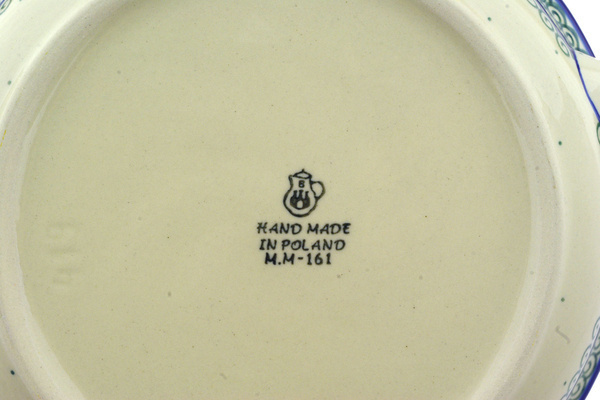 B
HAND MADE
IN POLAND
M.M-161